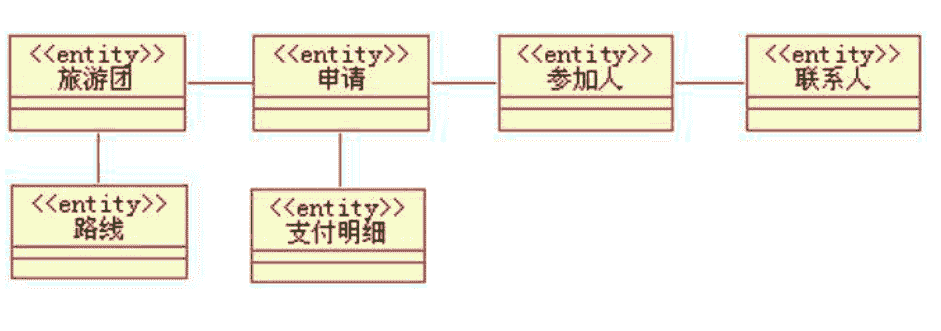 <<entity>>
旅游团
<<entity>>
申请
<<entity>>
参加人
<<entity>>
联系人
<<entity>>
路线
<<entity>>
支付明细